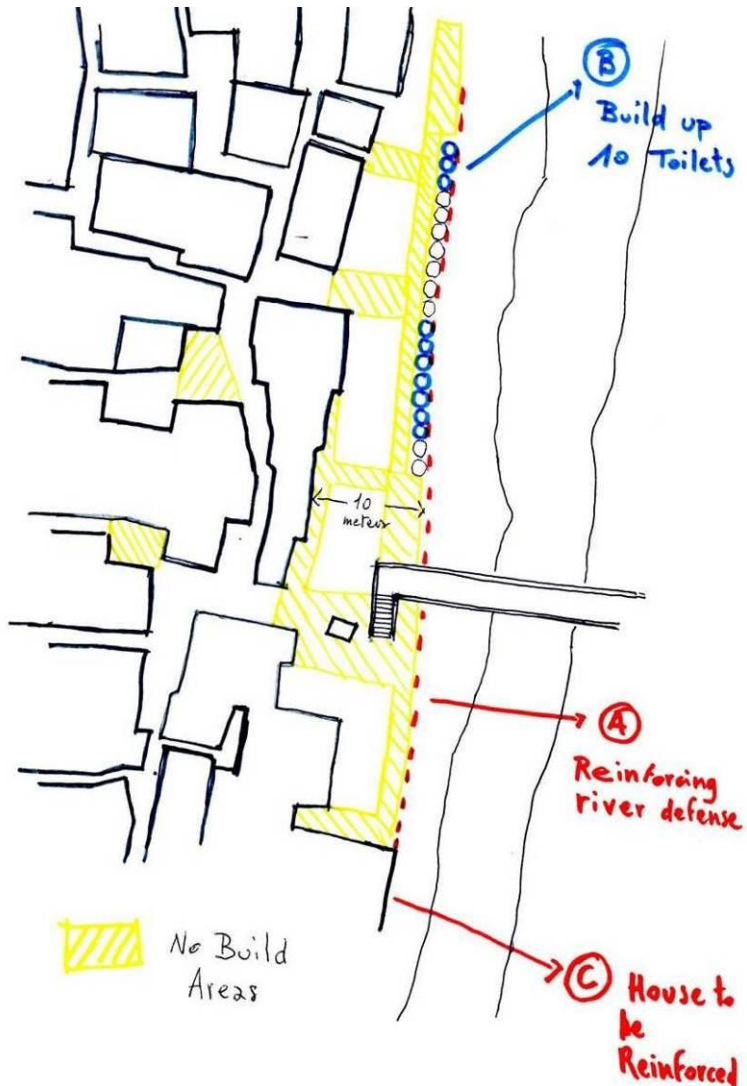 B
Build up
10 Toilets
10
meters
A
Reinforcing
river defense
No Build
Areas
C
House to
be
Reinforced